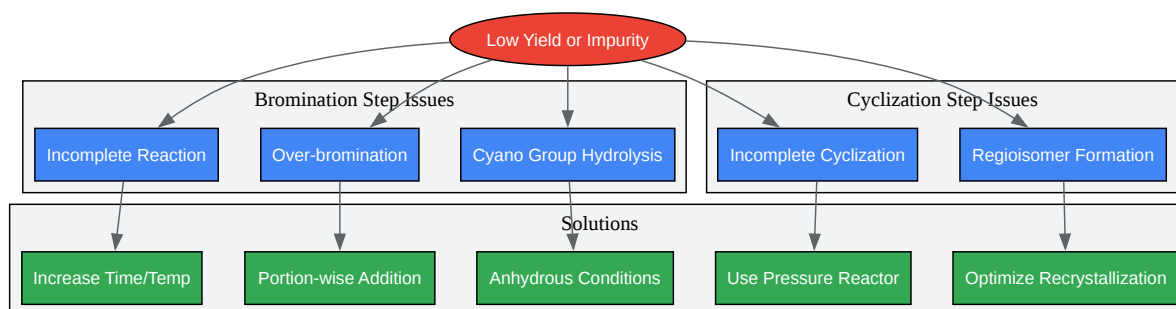 Low Yield or Impurity
Bromination Step Issues
Cyclization Step Issues
Incomplete Reaction
Over-bromination
Cyano Group Hydrolysis
Incomplete Cyclization
Regioisomer Formation
Solutions
Increase Time/Temp
Portion-wise Addition
Anhydrous Conditions
Use Pressure Reactor
Optimize Recrystallization